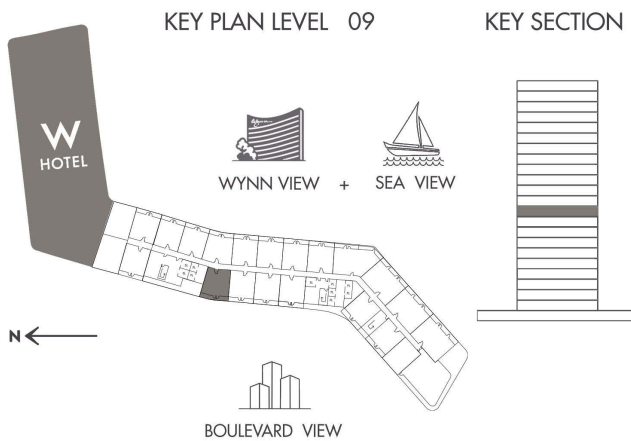 KEY PLAN LEVEL 09
KEY SECTION
W
HOTEL
WYNN VIEW + SEA VIEW
N
BOULEVARD VIEW